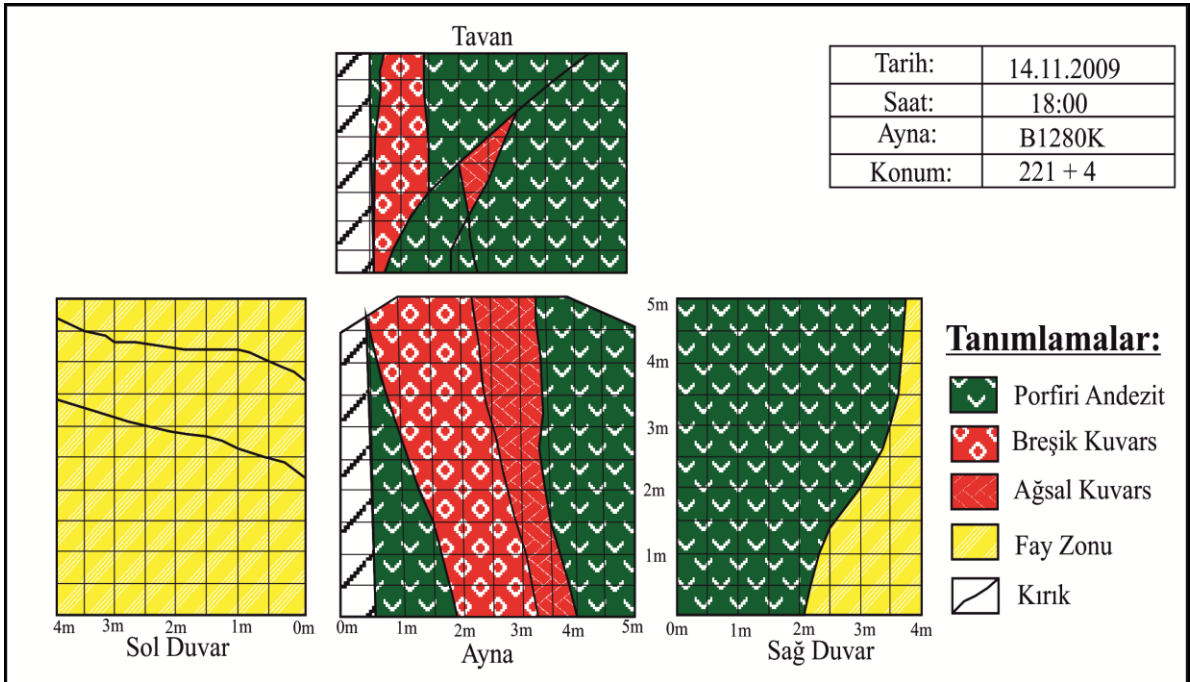 Tavan
Tarih: 14.11.2009
Saat: 18:00
Ayna: B1280K
Konum: 221 + 4
5m
4m
3m
2m
1m
Tanımlamalar:
Porfiri Andezit
Breşik Kuvars
Ağsal Kuvars
Fay Zonu
Kırık
4m 3m 2m 1m 0m
Sol Duvar
0m 1m 2m 3m 4m 5m
Ayna
0m 1m 2m 3m 4m
Sağ Duvar